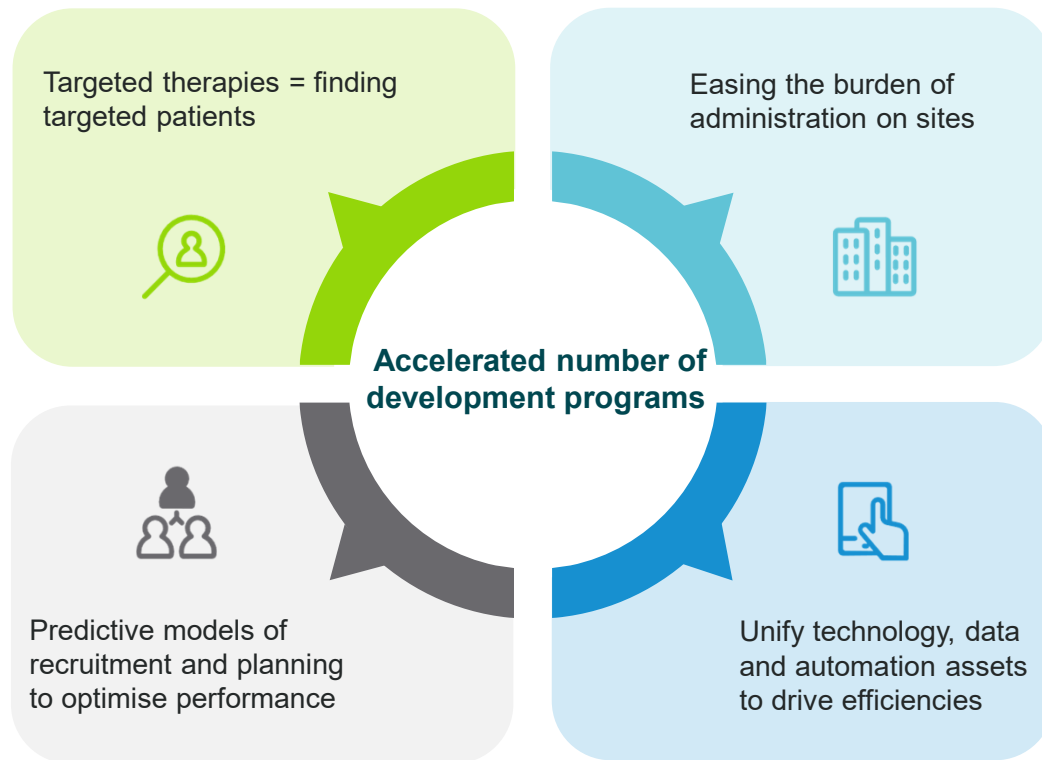 Targeted therapies = finding
targeted patients
Easing the burden of
administration on sites
Accelerated number of
development programs
Predictive models of
recruitment and planning
to optimise performance
Unify technology, data
and automation assets
to drive efficiencies